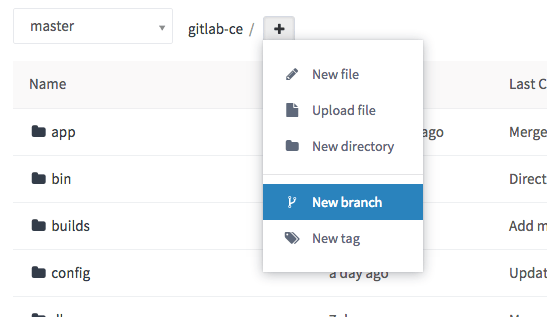 master
gitlab-ce /
Name
Last C
New file
Upload file
New directory
New branch
New tag
app
ago
Merge
bin
Direct
builds
Add m
config
a day ago
Updat